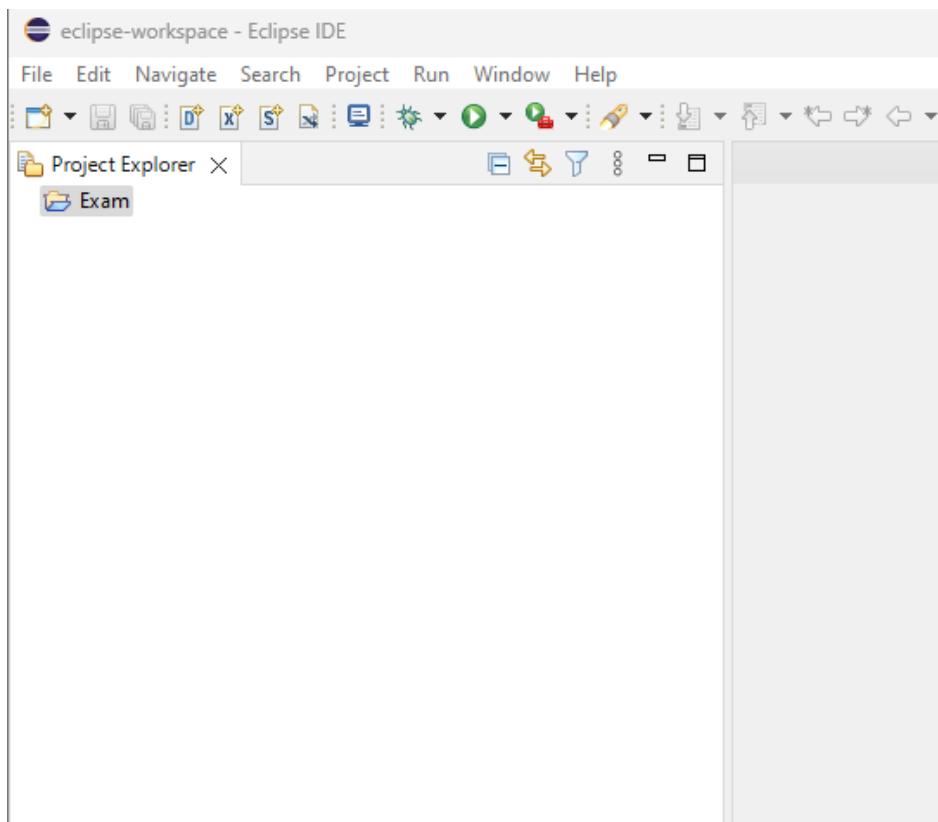 eclipse-workspace - Eclipse IDE
File Edit Navigate Search Project Run Window Help
Project Explorer
Exam